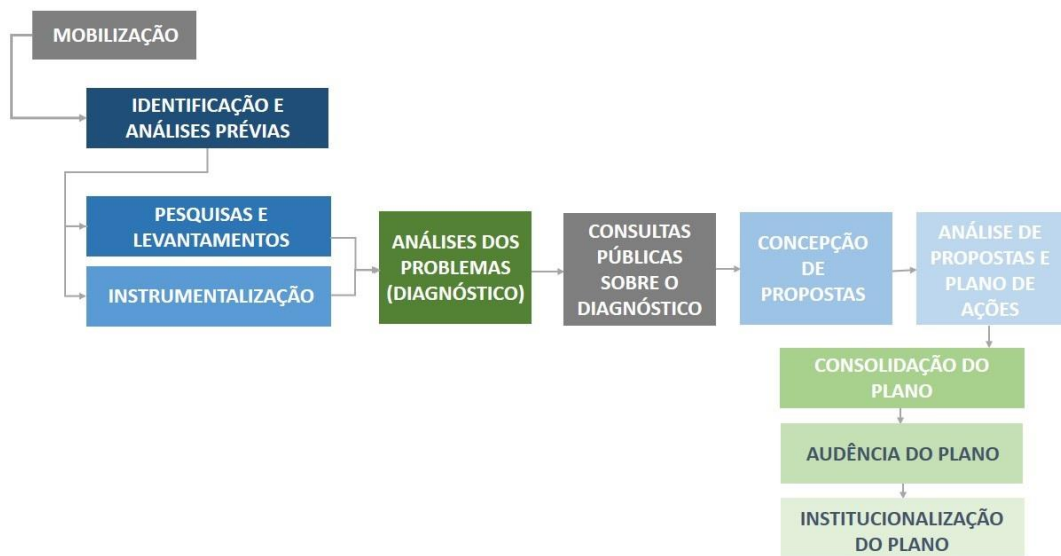 MOBILIZAÇÃO
IDENTIFICAÇÃO E
ANÁLISES PRÉVIAS
PESQUISAS E
LEVANTAMENTOS
INSTRUMENTALIZAÇÃO
ANÁLISES DOS
PROBLEMAS
(DIAGNÓSTICO)
CONSULTAS
PÚBLICAS
SOBRE O
DIAGNÓSTICO
CONCEPÇÃO
DE
PROPOSTAS
ANÁLISE DE
PROPOSTAS E
PLANO DE
AÇÕES
CONSOLIDAÇÃO DO
PLANO
AUDÊNCIA DO PLANO
INSTITUCIONALIZAÇÃO
DO PLANO